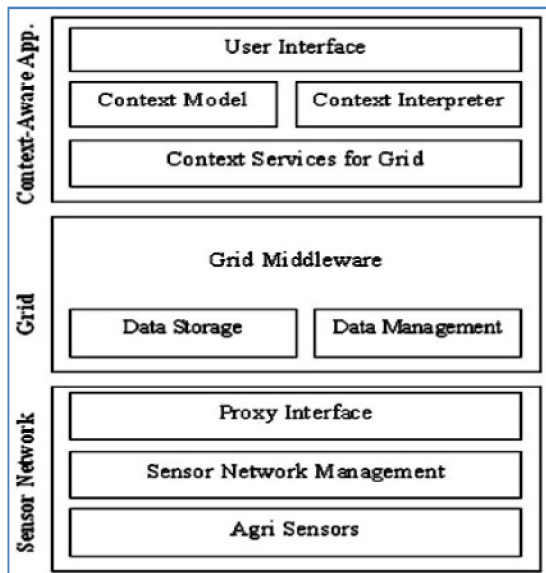 Context-Aware App.
User Interface
Context Model
Context Interpreter
Context Services for Grid
Grid
Grid Middleware
Data Storage
Data Management
Sensor Network
Proxy Interface
Sensor Network Management
Agri Sensors